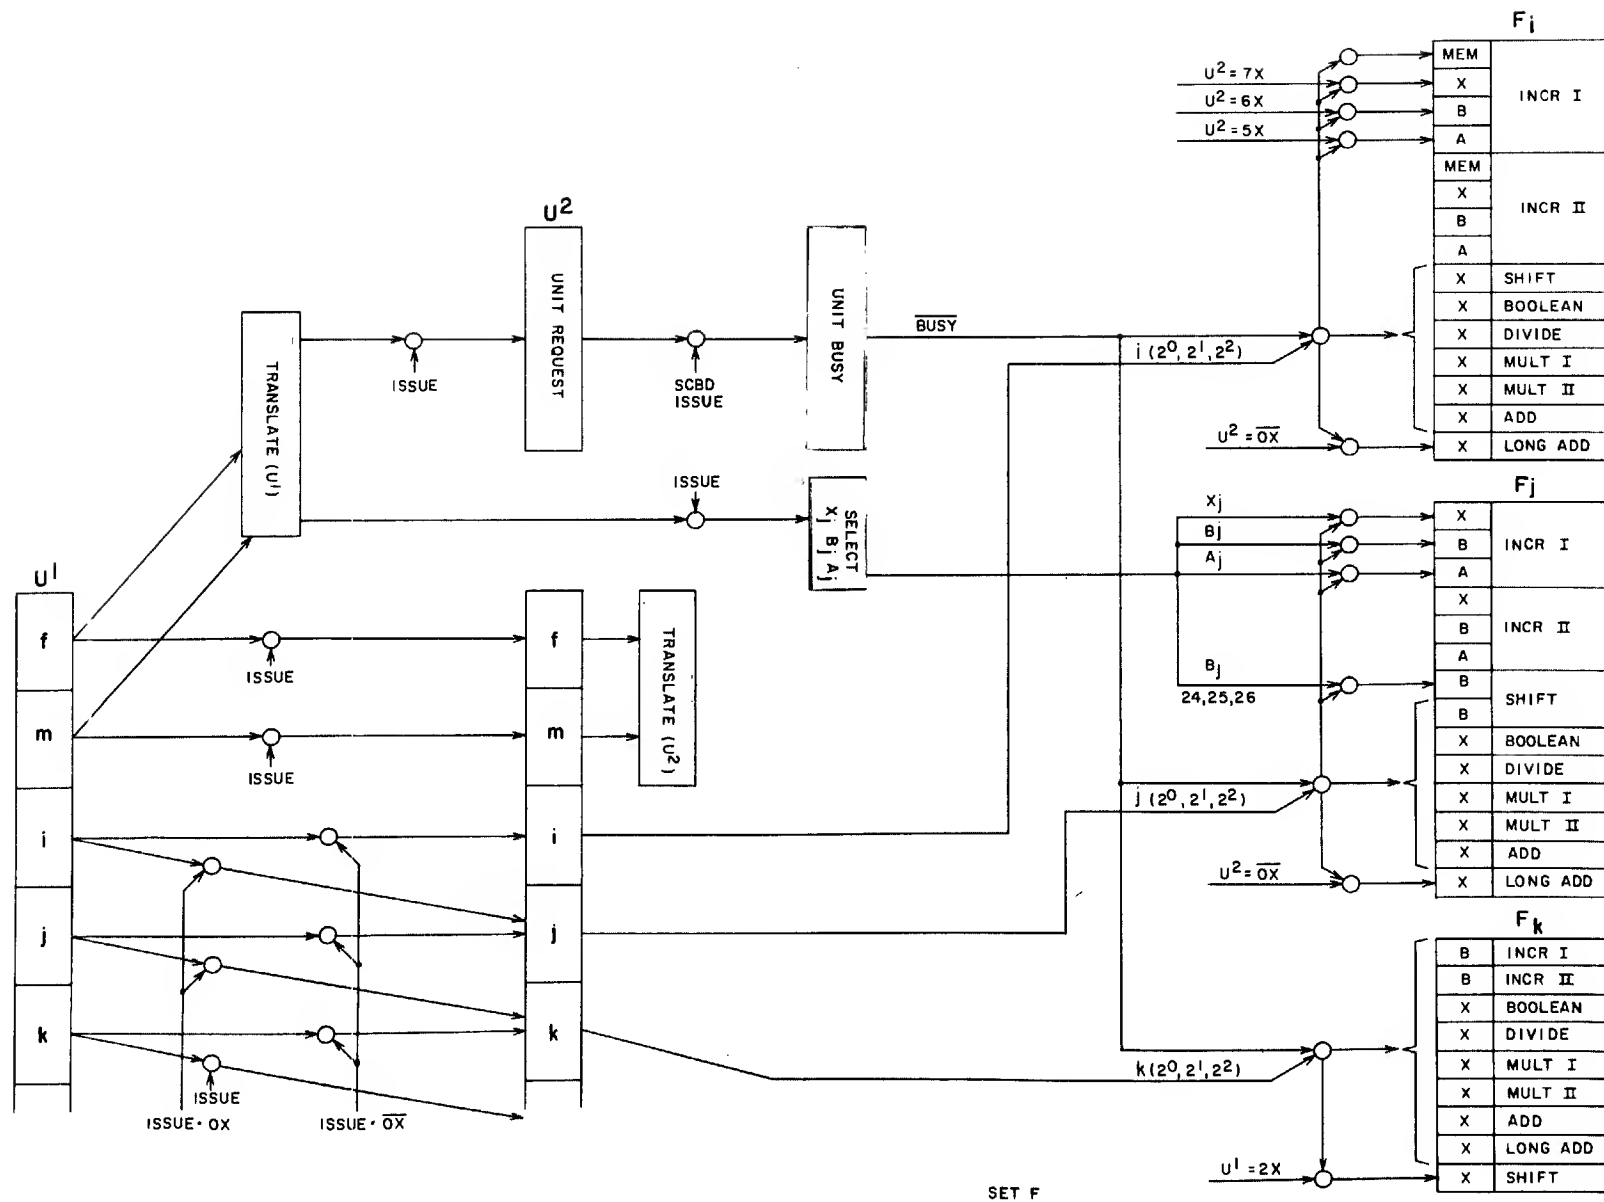 Fi
MEM
X
B
A
INCR I
MEM
X
B
A
INCR II
X SHIFT
X BOOLEAN
X DIVIDE
X MULT I
X MULT II
X ADD
X LONG ADD
U² = 7X
U² = 6X
U² = 5X
BUSY̅
i (2⁰, 2¹, 2²)
U² = 0̅X̅
U²
UNIT REQUEST
UNIT BUSY
TRANSLATE (U¹)
ISSUE
SCBD
ISSUE
ISSUE
SELECT
Xj Bj Aj
Fj
X
B
A
INCR I
X
B
A
INCR II
B
B
SHIFT
X BOOLEAN
X DIVIDE
X MULT I
X MULT II
X ADD
X LONG ADD
Xj
Bj
Aj
Bj
24,25,26
j (2⁰, 2¹, 2²)
U² = 0̅X̅
U¹
f
m
i
j
k
ISSUE
ISSUE
ISSUE
ISSUE · 0X
ISSUE · 0̅X̅
f
m
i
j
k
TRANSLATE (U²)
Fk
B INCR I
B INCR II
X BOOLEAN
X DIVIDE
X MULT I
X MULT II
X ADD
X LONG ADD
X SHIFT
k (2⁰, 2¹, 2²)
U¹ = 2X
SET F